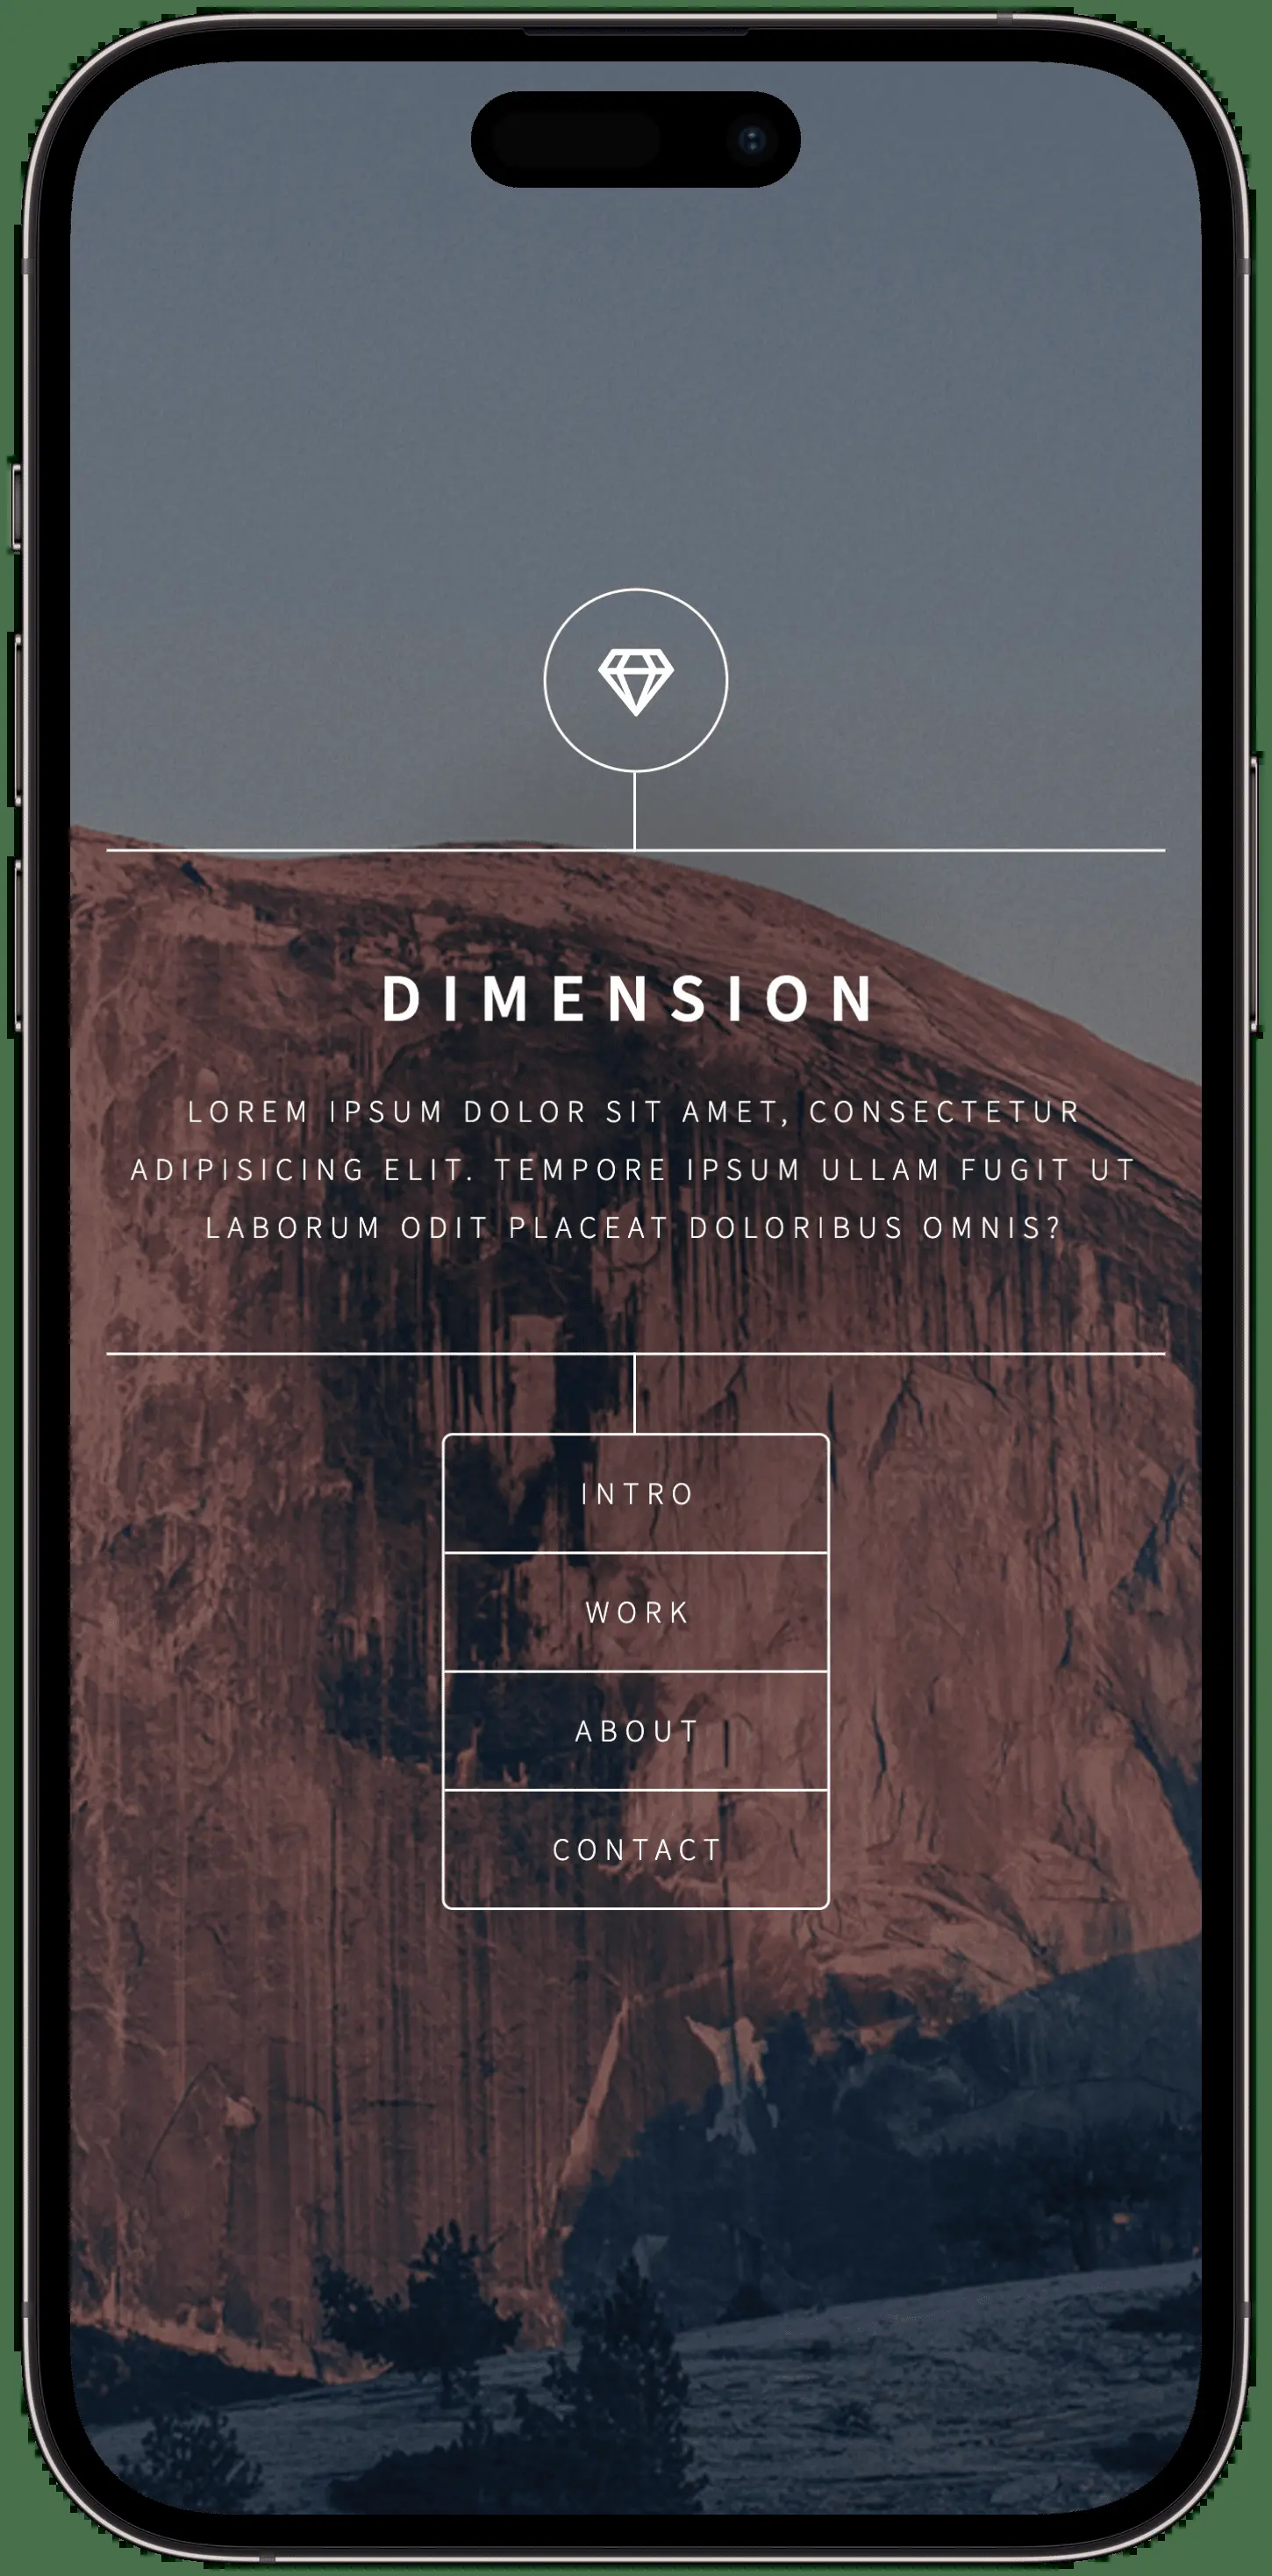 DIMENSION
LOREM IPSUM DOLOR SIT AMET, CONSECTETUR
ADIPISICING ELIT. TEMPORE IPSUM ULLAM FUGIT UT
LABORUM ODIT PLACEAT DOLORIBUS OMNIS?
INTRO
WORK
ABOUT
CONTACT